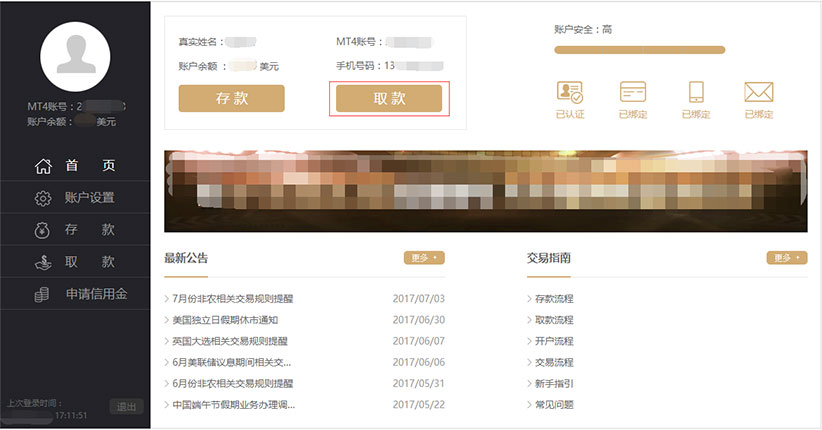 MT4账号：2
账户余额： 美元
首 页
账户设置
存 款
取 款
申请信用金
上次登录时间：
17:11:51
退出
真实姓名：
MT4账号：
账户余额： 美元
手机号码：13
存 款
取 款
账户安全：高
已认证
已绑定
已绑定
已绑定
最新公告
更多
7月份非农相关交易规则提醒 2017/07/03
美国独立日假期休市通知 2017/06/30
英国大选相关交易规则提醒 2017/06/07
6月美联储议息期间相关交... 2017/06/06
6月份非农相关交易规则提醒 2017/05/31
中国端午节假期业务办理调... 2017/05/22
交易指南
更多
存款流程
取款流程
开户流程
交易流程
新手指引
常见问题